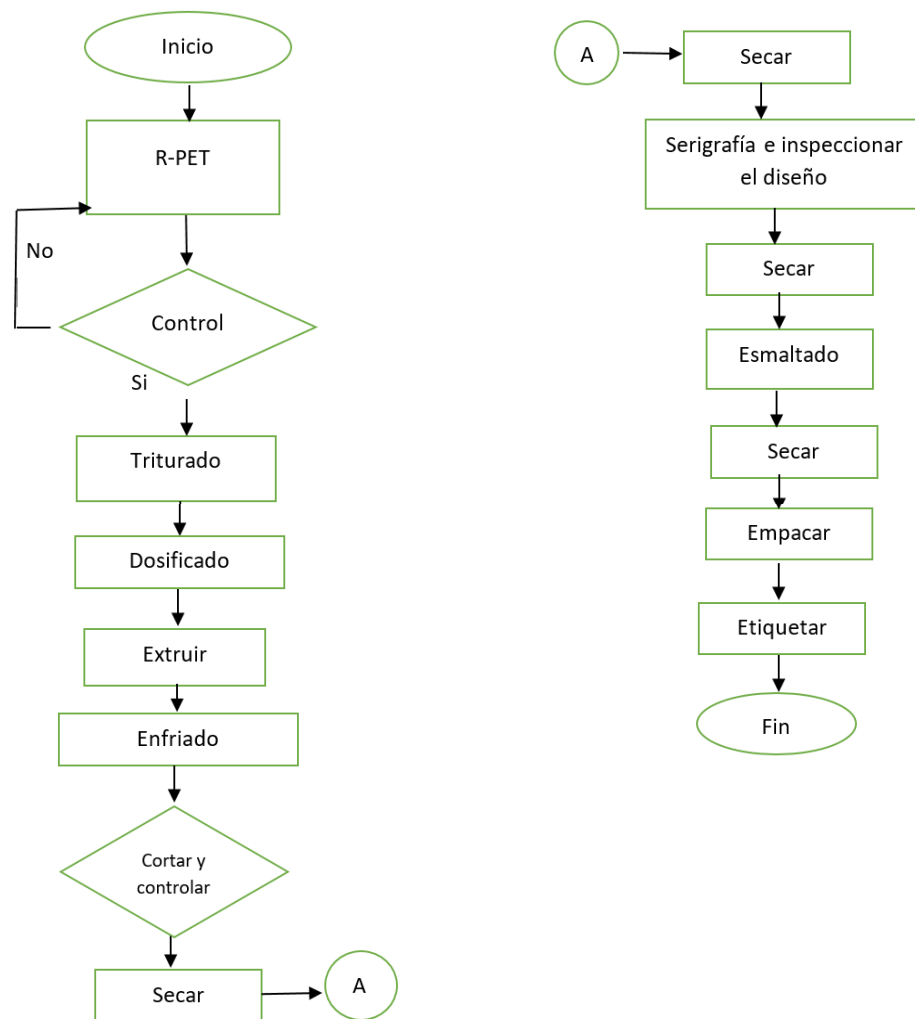 Inicio
R-PET
No
Control
Si
Triturado
Dosificado
Extruir
Enfriado
Cortar y
controlar
Secar
A
A
Secar
Serigrafía e inspeccionar
el diseño
Secar
Esmaltado
Secar
Empacar
Etiquetar
Fin